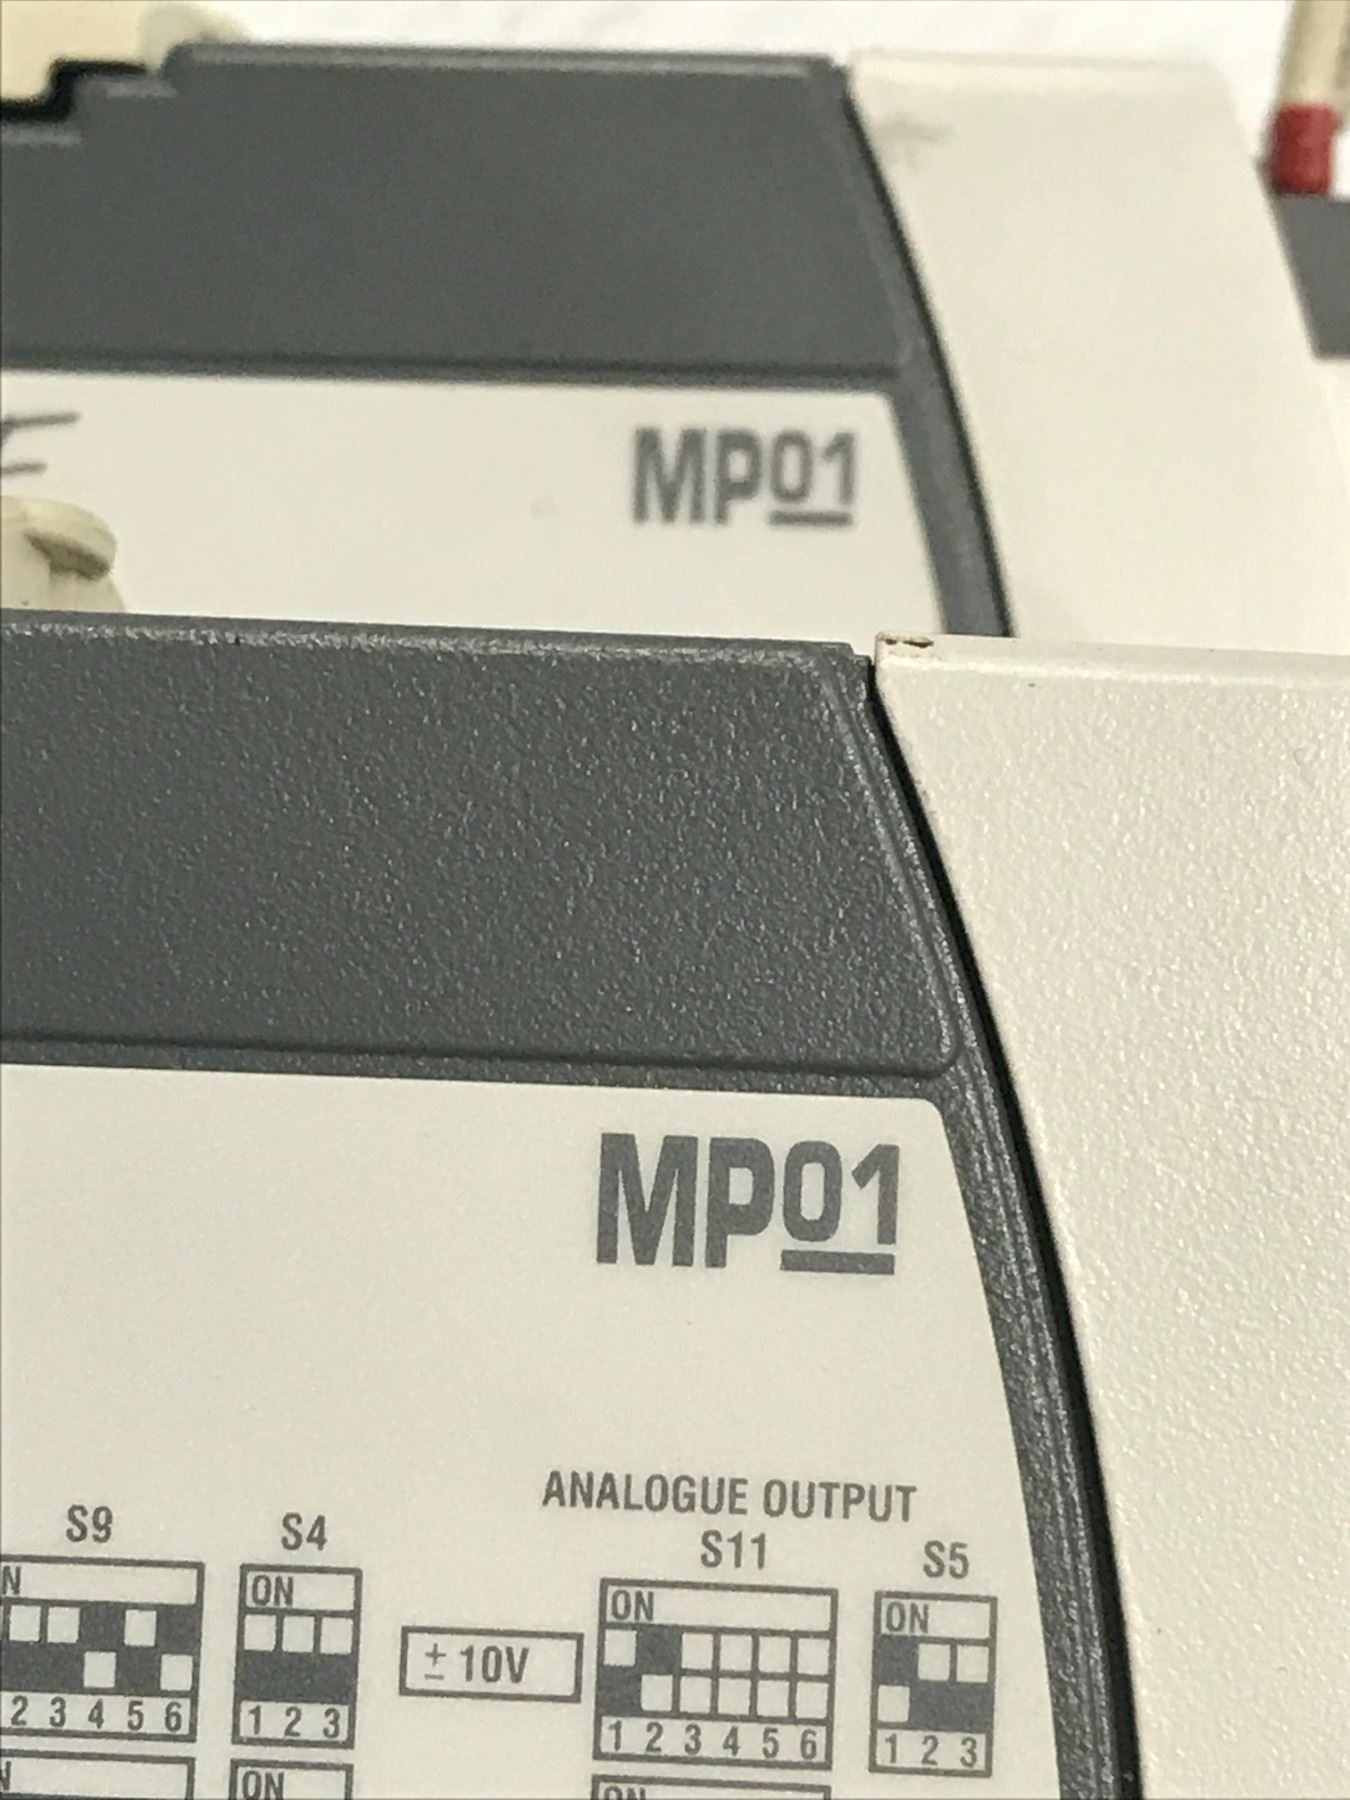 MP01
MP01
ANALOGUE OUTPUT
S9 S4 S11 S5
N ON ON ON
± 10V
2 3 4 5 6 1 2 3 1 2 3 4 5 6 1 2 3
ON